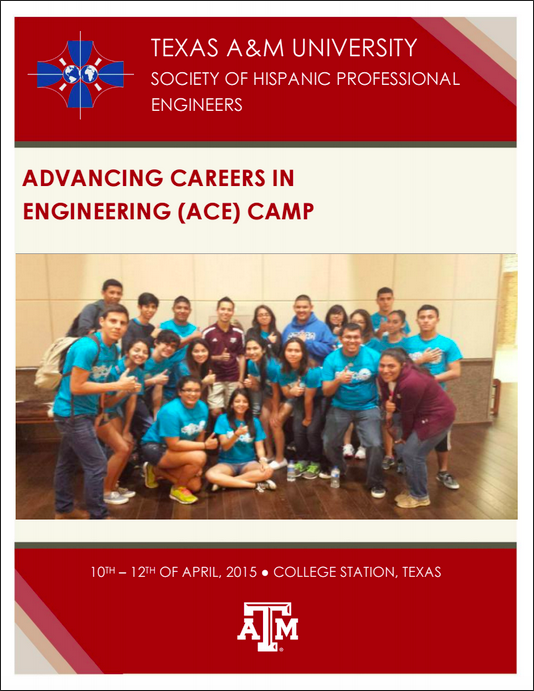 TEXAS A&M UNIVERSITY
SOCIETY OF HISPANIC PROFESSIONAL
ENGINEERS
ADVANCING CAREERS IN
ENGINEERING (ACE) CAMP
10TH – 12TH OF APRIL, 2015 ● COLLEGE STATION, TEXAS
ATM®